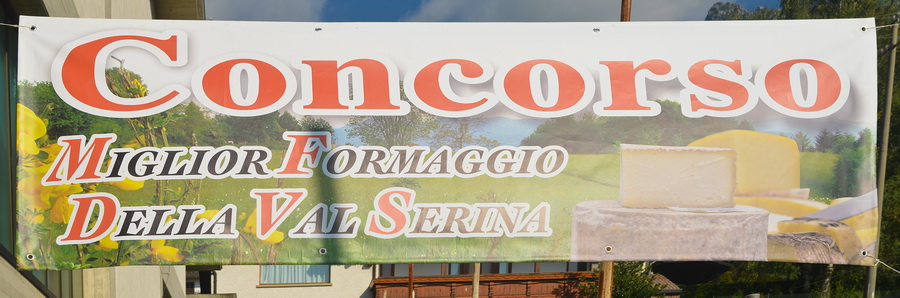 Concorso
Miglior Formaggio
Della Val Serina